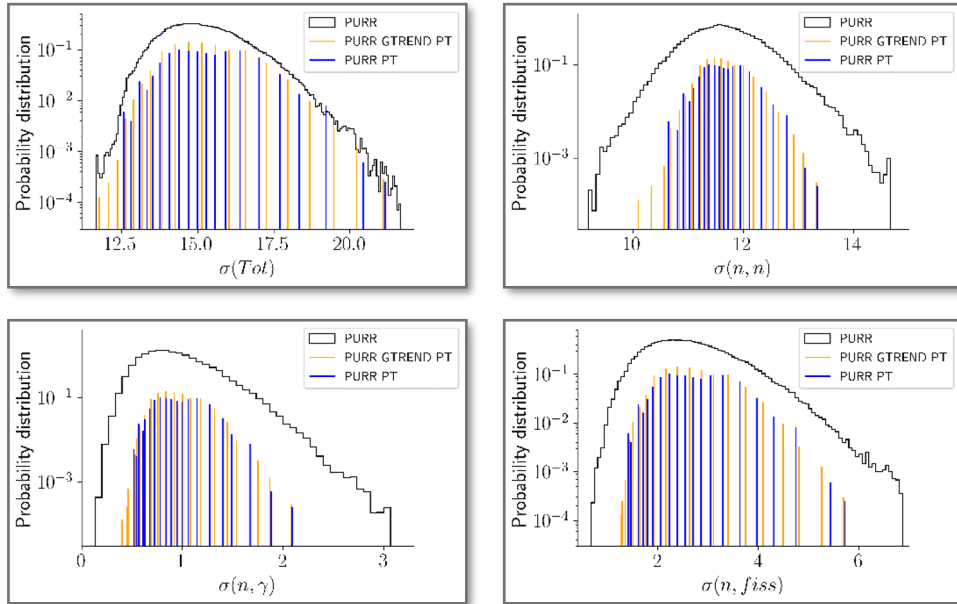 PURR
PURR GTREND PT
PURR PT
Probability distribution
10^{-1}
10^{-2}
10^{-3}
10^{-4}
12.5 15.0 17.5 20.0
σ(Tot)
PURR
PURR GTREND PT
PURR PT
Probability distribution
10^{-1}
10^{-3}
10 12 14
σ(n, n)
PURR
PURR GTREND PT
PURR PT
Probability distribution
10^{-1}
10^{-3}
0 1 2 3
σ(n, γ)
PURR
PURR GTREND PT
PURR PT
Probability distribution
10^{-1}
10^{-2}
10^{-3}
10^{-4}
2 4 6
σ(n, fiss)